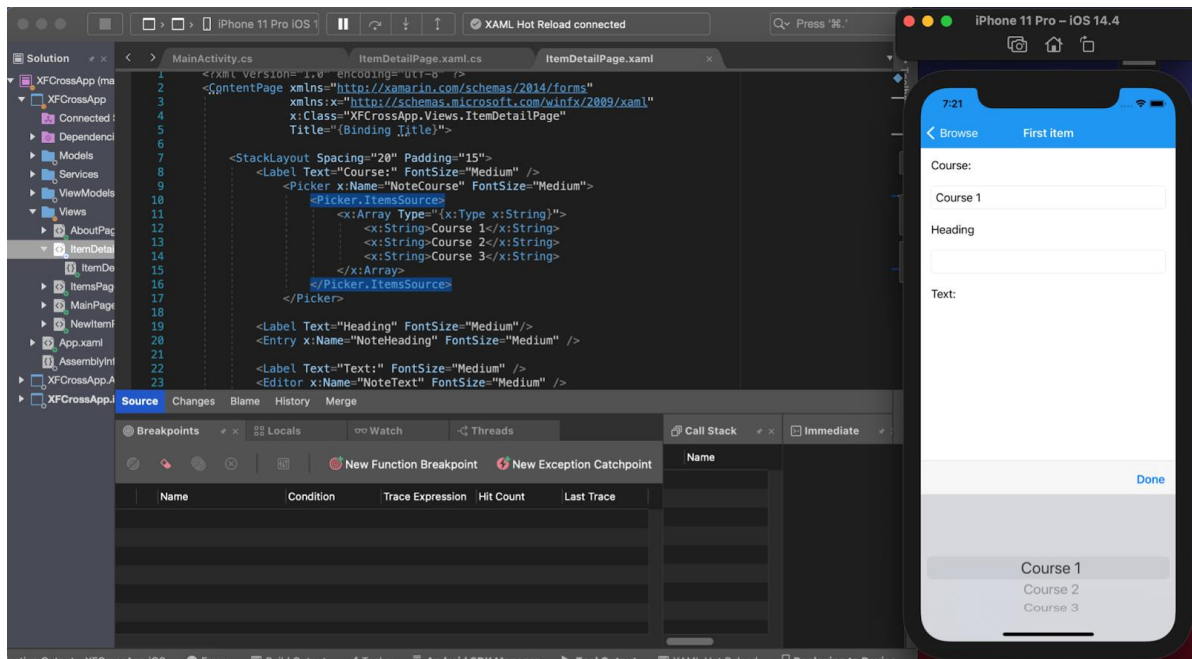 iPhone 11 Pro iOS 1
XAML Hot Reload connected
Press '⌘.'
Solution
XFCrossApp (ma
XFCrossApp
Connected
Dependenci
Models
Services
ViewModels
Views
AboutPag
ItemDetai
ItemDe
ItemsPag
MainPage
NewItemP
App.xaml
AssemblyInf
XFCrossApp.A
XFCrossApp.i
MainActivity.cs
ItemDetailPage.xaml.cs
ItemDetailPage.xaml
1 <?xml version="1.0" encoding="utf-8" ?>
2 <ContentPage xmlns="http://xamarin.com/schemas/2014/forms"
3 xmlns:x="http://schemas.microsoft.com/winfx/2009/xaml"
4 x:Class="XFCrossApp.Views.ItemDetailPage"
5 Title="{Binding Title}">
6
7 <StackLayout Spacing="20" Padding="15">
8 <Label Text="Course:" FontSize="Medium" />
9 <Picker x:Name="NoteCourse" FontSize="Medium">
10 <Picker.ItemsSource>
11 <x:Array Type="{x:Type x:String}">
12 <x:String>Course 1</x:String>
13 <x:String>Course 2</x:String>
14 <x:String>Course 3</x:String>
15 </x:Array>
16 </Picker.ItemsSource>
17 </Picker>
18
19 <Label Text="Heading" FontSize="Medium"/>
20 <Entry x:Name="NoteHeading" FontSize="Medium" />
21
22 <Label Text="Text:" FontSize="Medium" />
23 <Editor x:Name="NoteText" FontSize="Medium" />
Source Changes Blame History Merge
Breakpoints Locals Watch Threads
New Function Breakpoint New Exception Catchpoint
Name Condition Trace Expression Hit Count Last Trace
Call Stack
Name
Immediate
iPhone 11 Pro – iOS 14.4
7:21
Browse First item
Course:
Course 1
Heading
Text:
Done
Course 1
Course 2
Course 3